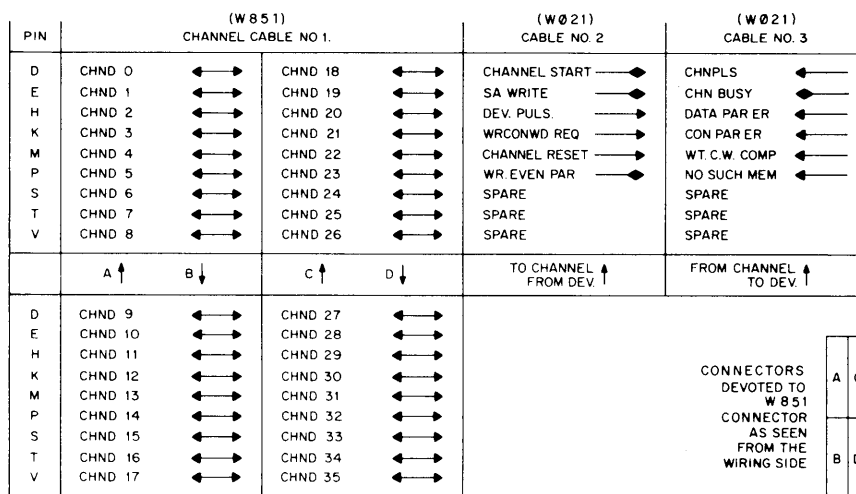 (W851) (WØ21) (WØ21)
PIN CHANNEL CABLE NO 1. CABLE NO. 2 CABLE NO. 3
D CHND 0 CHND 18 CHANNEL START CHNPLS
E CHND 1 CHND 19 SA WRITE CHN BUSY
H CHND 2 CHND 20 DEV. PULS. DATA PAR ER
K CHND 3 CHND 21 WRCONWD REQ CON PAR ER
M CHND 4 CHND 22 CHANNEL RESET WT. C.W. COMP
P CHND 5 CHND 23 WR. EVEN PAR NO SUCH MEM
S CHND 6 CHND 24 SPARE SPARE
T CHND 7 CHND 25 SPARE SPARE
V CHND 8 CHND 26 SPARE SPARE
A B C D TO CHANNEL FROM CHANNEL
FROM DEV. TO DEV.
D CHND 9 CHND 27
E CHND 10 CHND 28
H CHND 11 CHND 29
K CHND 12 CHND 30
M CHND 13 CHND 31
P CHND 14 CHND 32
S CHND 15 CHND 33
T CHND 16 CHND 34
V CHND 17 CHND 35
CONNECTORS
DEVOTED TO
W851
CONNECTOR
AS SEEN
FROM THE
WIRING SIDE
A
B